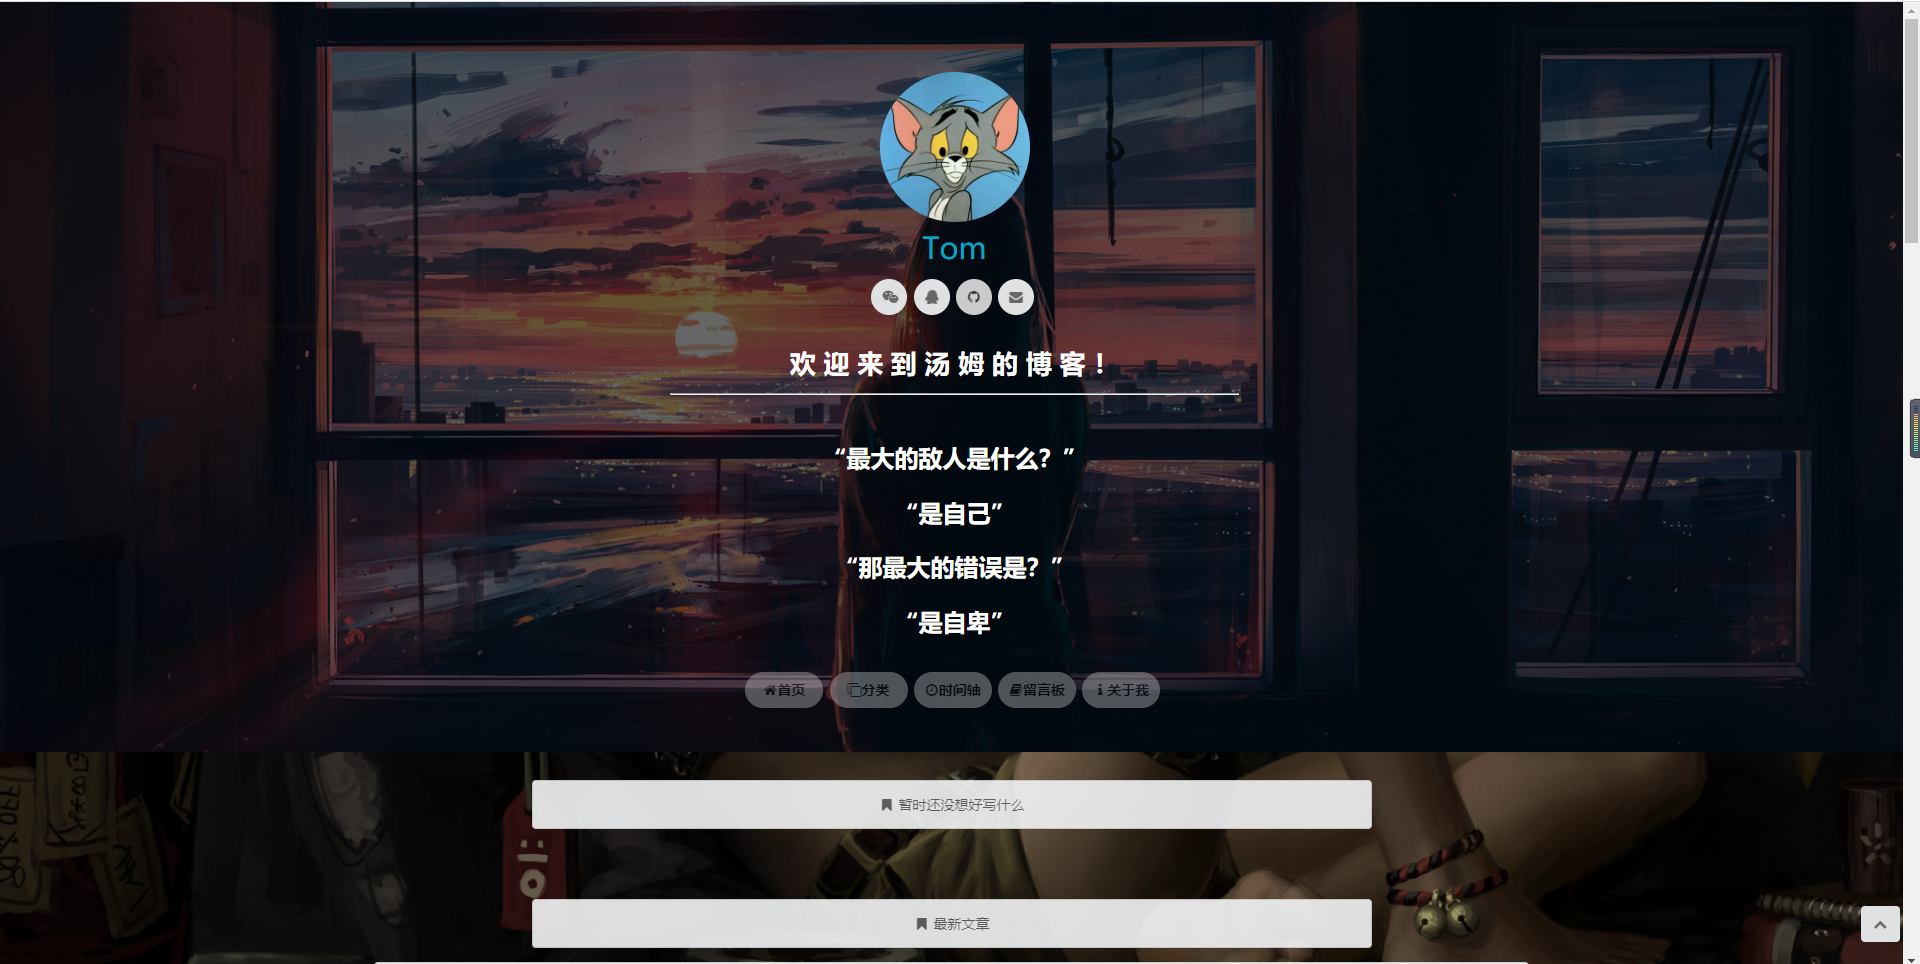 Tom
欢迎来到汤姆的博客！
“最大的敌人是什么？”
“是自己”
“那最大的错误是？”
“是自卑”
首页 分类 时间轴 留言板 关于我
暂时还没想好写什么
最新文章